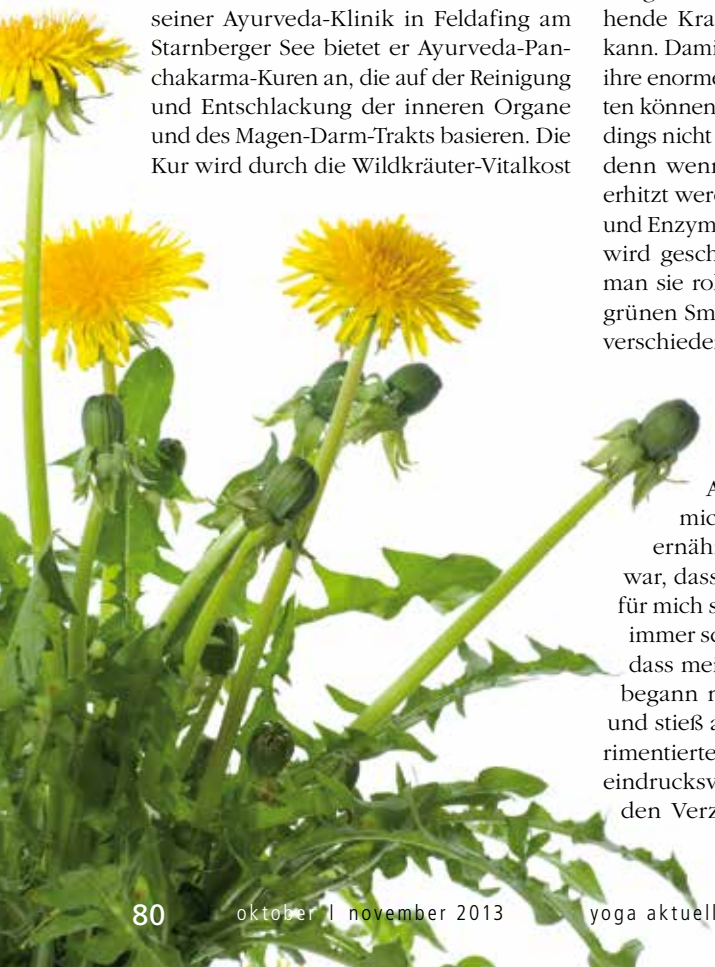 seiner Ayurveda-Klinik in Feldafing am
Starnberger See bietet er Ayurveda-Pan-
chakarma-Kuren an, die auf der Reinigung
und Entschlackung der inneren Organe
und des Magen-Darm-Trakts basieren. Die
Kur wird durch die Wildkräuter-Vitalkost
hende Kra
kann. Dami
ihre enorme
ten können
dings nicht
denn wenn
erhitzt werd
und Enzym
wird gesch
man sie roh
grünen Sm
verschieden
A
mic
ernäh
war, dass
für mich s
immer so
dass mei
begann
und stieß a
rimentierte
eindrucksv
den Verz
80 oktober | november 2013 yoga aktuell